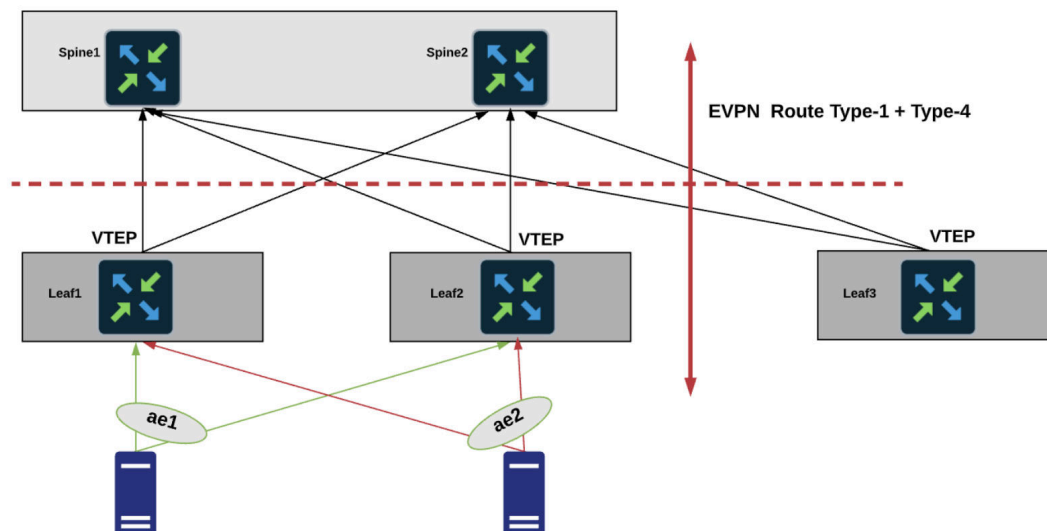 Spine1
Spine2
EVPN Route Type-1 + Type-4
VTEP
VTEP
VTEP
Leaf1
Leaf2
Leaf3
ae1
ae2